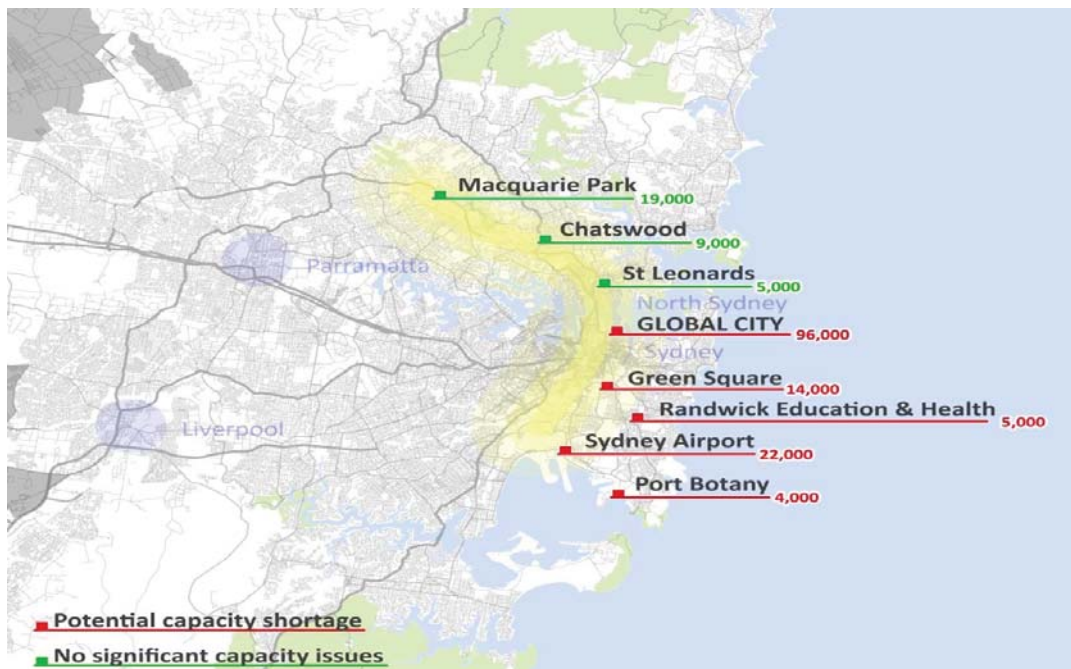 Macquarie Park
19,000
Chatswood
9,000
Parramatta
St Leonards
5,000
North Sydney
GLOBAL CITY
96,000
Sydney
Green Square
14,000
Randwick Education & Health
5,000
Liverpool
Sydney Airport
22,000
Port Botany
4,000
Potential capacity shortage
No significant capacity issues